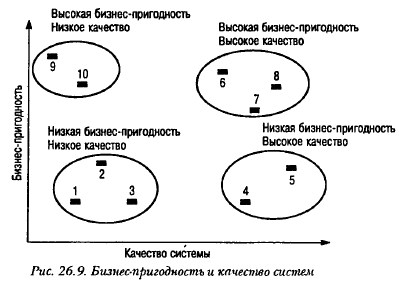 Высокая бизнес-пригодность
Низкое качество
Высокая бизнес-пригодность
Высокое качество
9
10
6
8
7
Низкая бизнес-пригодность
Низкое качество
Низкая бизнес-пригодность
Высокое качество
2
1
3
5
4
Бизнес-пригодность
Качество системы
Рис. 26.9. Бизнес-пригодность и качество систем